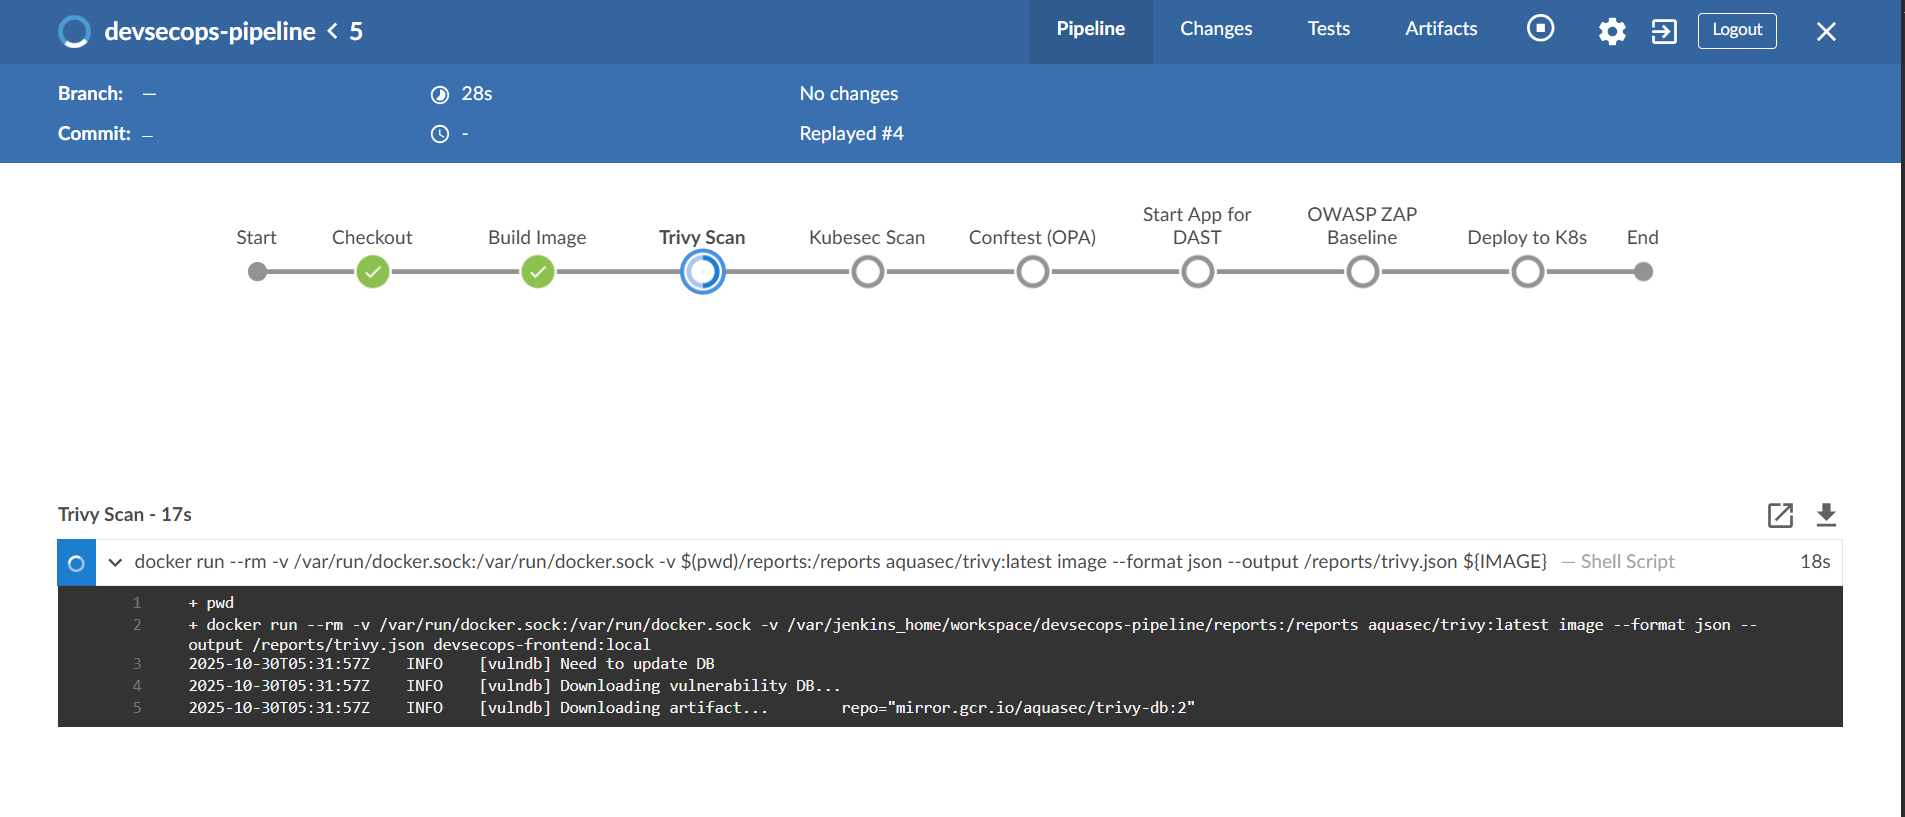 devsecops-pipeline < 5
Pipeline
Changes
Tests
Artifacts
Logout
Branch: —
28s
No changes
Commit: —
-
Replayed #4
Start
Checkout
Build Image
Trivy Scan
Kubesec Scan
Conftest (OPA)
Start App for
DAST
OWASP ZAP
Baseline
Deploy to K8s
End
Trivy Scan - 17s
docker run --rm -v /var/run/docker.sock:/var/run/docker.sock -v $(pwd)/reports:/reports aquasec/trivy:latest image --format json --output /reports/trivy.json ${IMAGE} — Shell Script 18s
1 + pwd
2 + docker run --rm -v /var/run/docker.sock:/var/run/docker.sock -v /var/jenkins_home/workspace/devsecops-pipeline/reports:/reports aquasec/trivy:latest image --format json --
output /reports/trivy.json devsecops-frontend:local
3 2025-10-30T05:31:57Z INFO [vulndb] Need to update DB
4 2025-10-30T05:31:57Z INFO [vulndb] Downloading vulnerability DB...
5 2025-10-30T05:31:57Z INFO [vulndb] Downloading artifact... repo="mirror.gcr.io/aquasec/trivy-db:2"